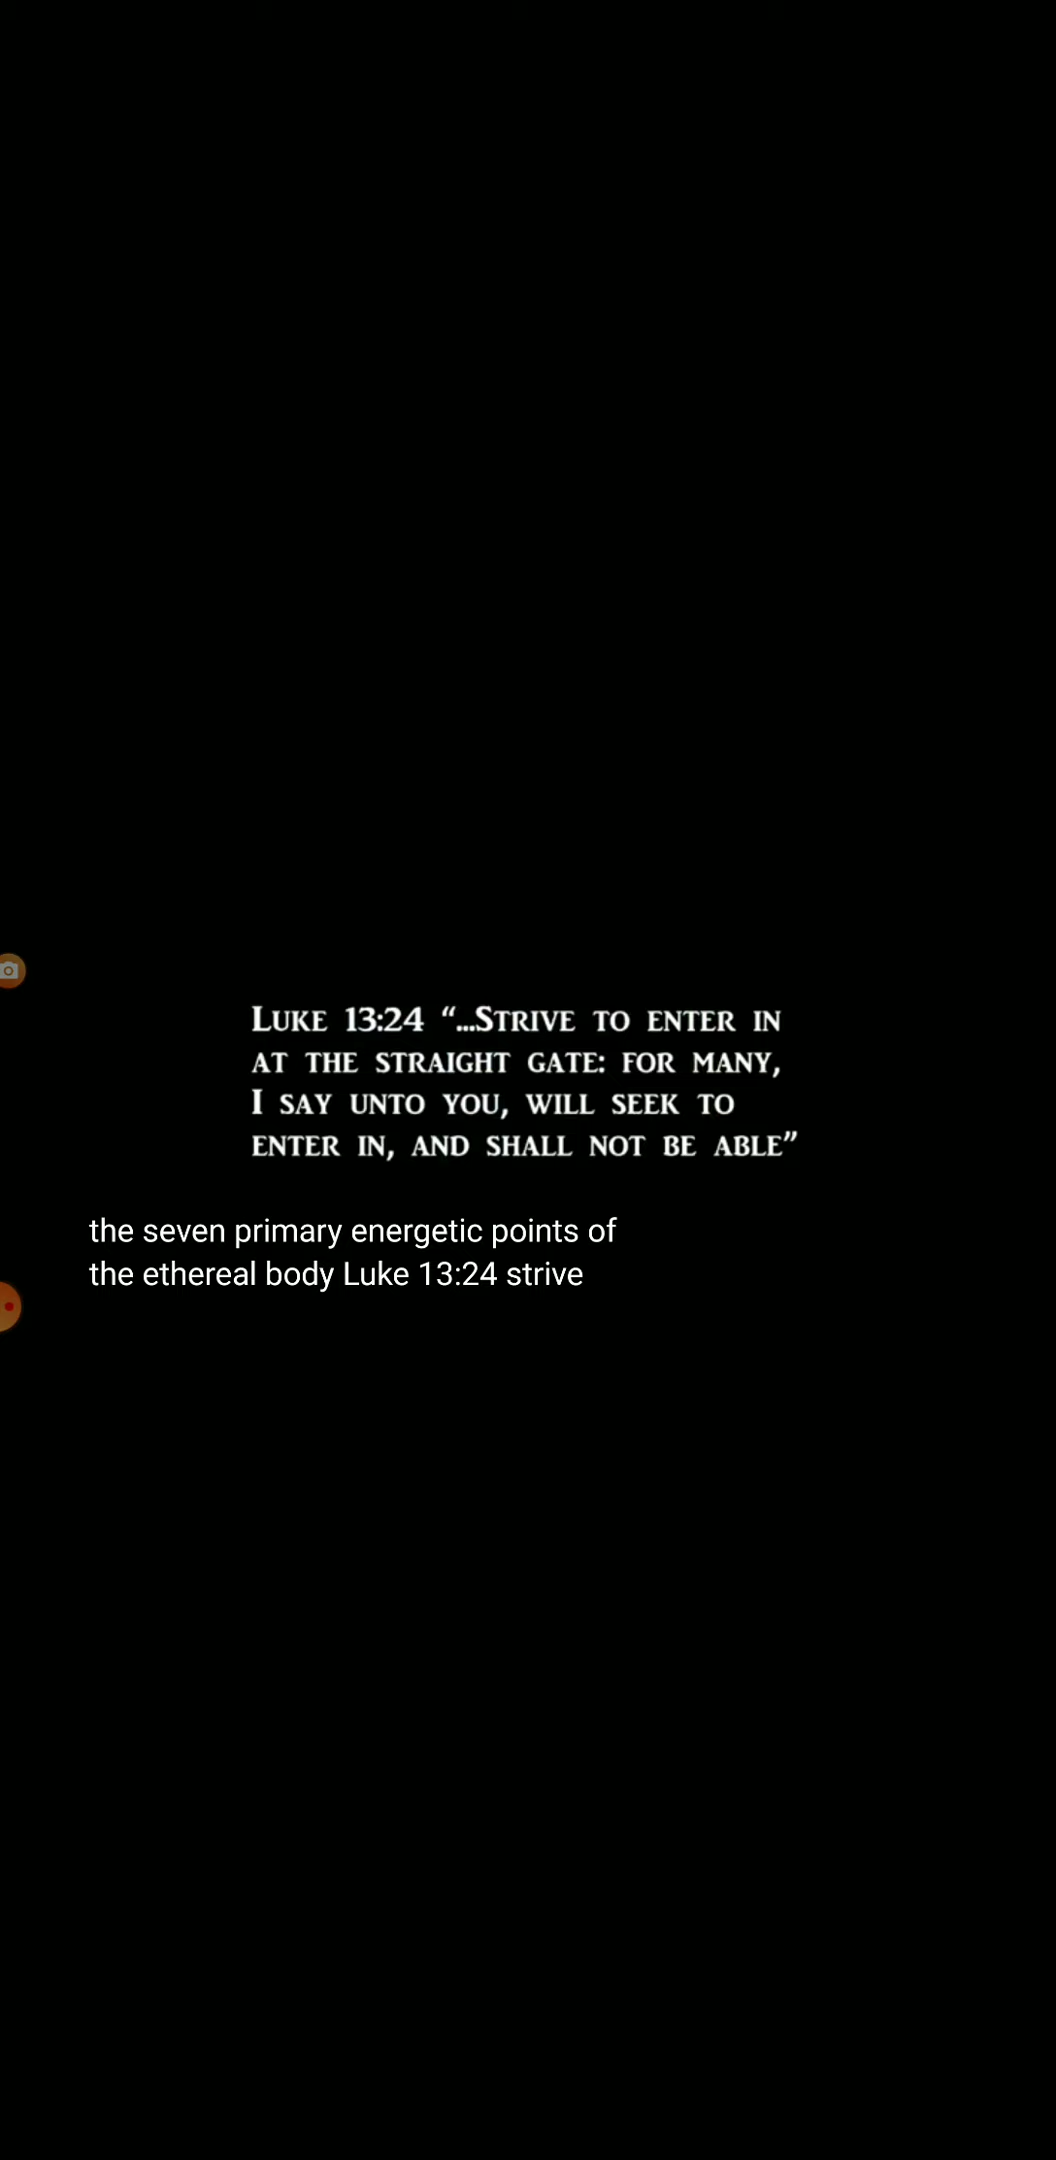 Luke 13:24 “...Strive to enter in
at the straight gate: for many,
I say unto you, will seek to
enter in, and shall not be able”
the seven primary energetic points of
the ethereal body Luke 13:24 strive